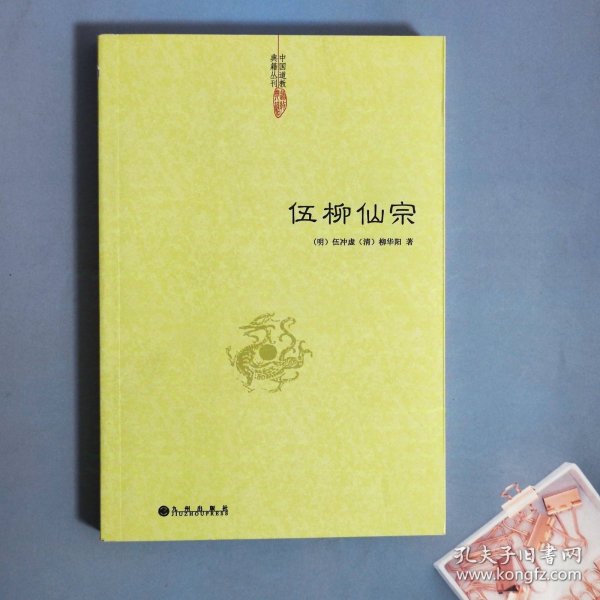 中国道教
典籍丛刊
伍柳仙宗
（明）伍冲虚（清）柳华阳 著
九州出版社
JIUZHOUPRESS
孔夫子旧书网
www.kongfz.com